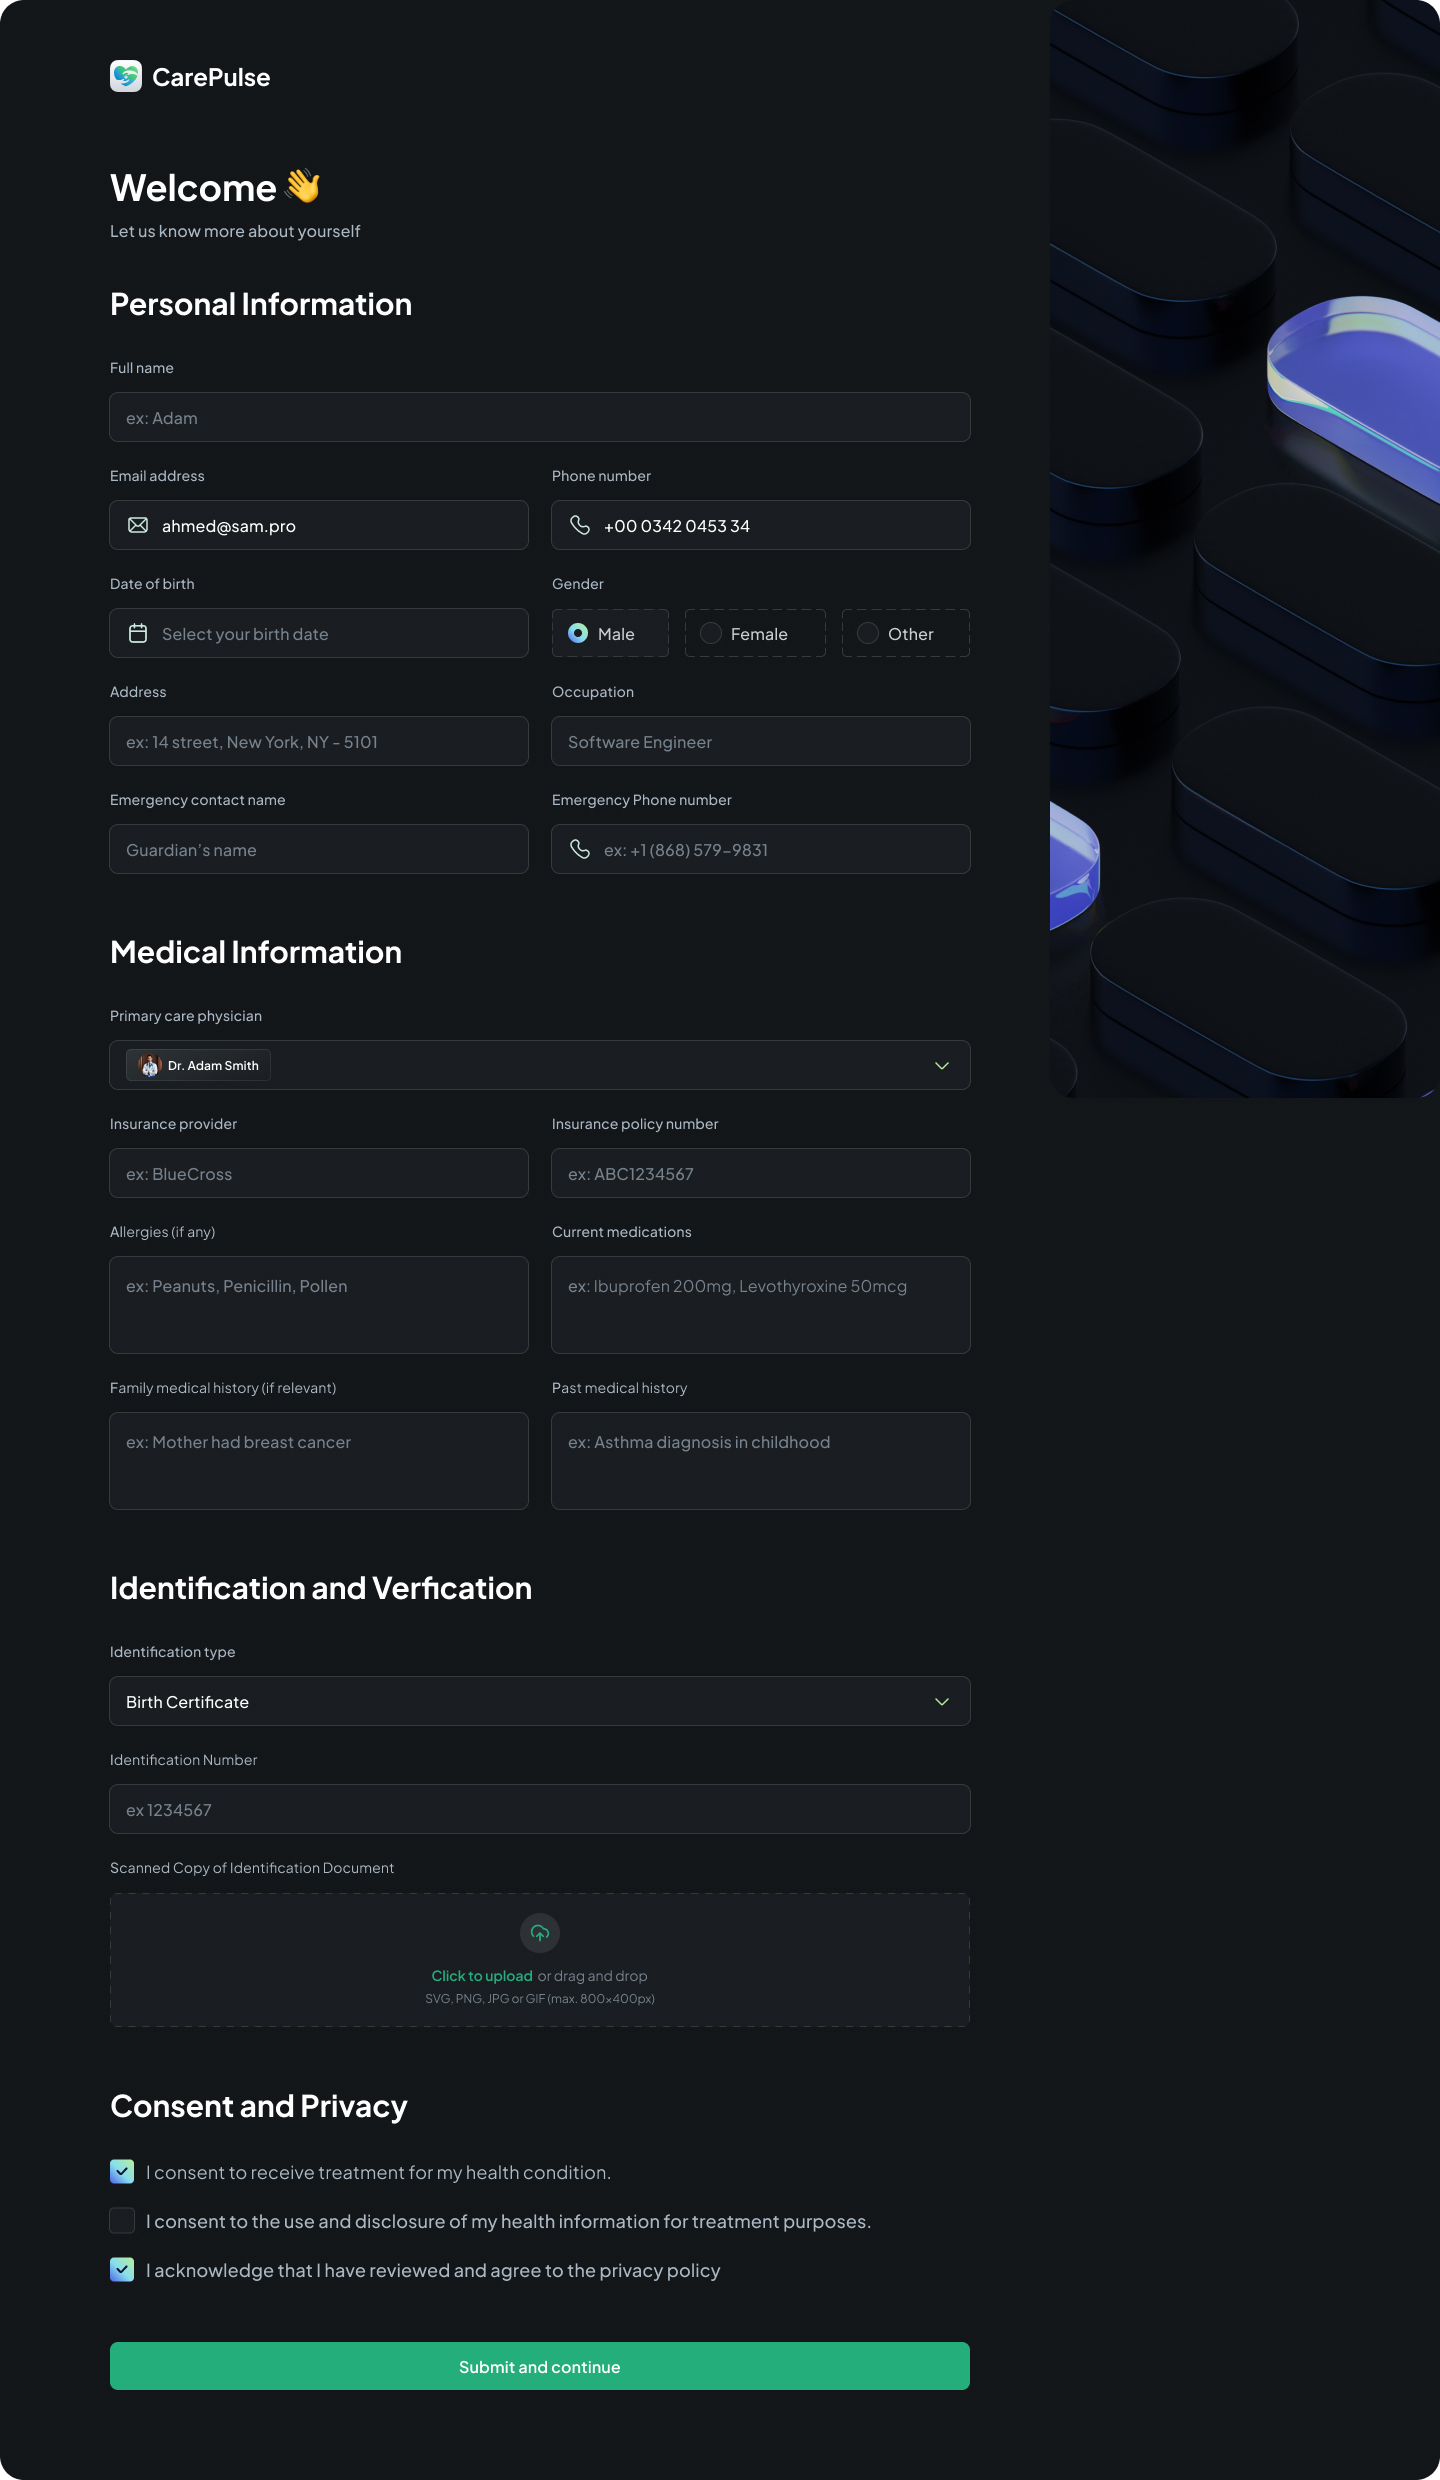 CarePulse
Welcome 👋
Let us know more about yourself
Personal Information
Full name
ex: Adam
Email address
Phone number
ahmed@sam.pro
+00 0342 0453 34
Date of birth
Gender
Select your birth date
Male
Female
Other
Address
Occupation
ex: 14 street, New York, NY - 5101
Software Engineer
Emergency contact name
Emergency Phone number
Guardian’s name
ex: +1 (868) 579-9831
Medical Information
Primary care physician
Dr. Adam Smith
Insurance provider
Insurance policy number
ex: BlueCross
ex: ABC1234567
Allergies (if any)
Current medications
ex: Peanuts, Penicillin, Pollen
ex: Ibuprofen 200mg, Levothyroxine 50mcg
Family medical history (if relevant)
Past medical history
ex: Mother had breast cancer
ex: Asthma diagnosis in childhood
Identification and Verfication
Identification type
Birth Certificate
Identification Number
ex 1234567
Scanned Copy of Identification Document
Click to upload or drag and drop
SVG, PNG, JPG or GIF (max. 800×400px)
Consent and Privacy
I consent to receive treatment for my health condition.
I consent to the use and disclosure of my health information for treatment purposes.
I acknowledge that I have reviewed and agree to the privacy policy
Submit and continue